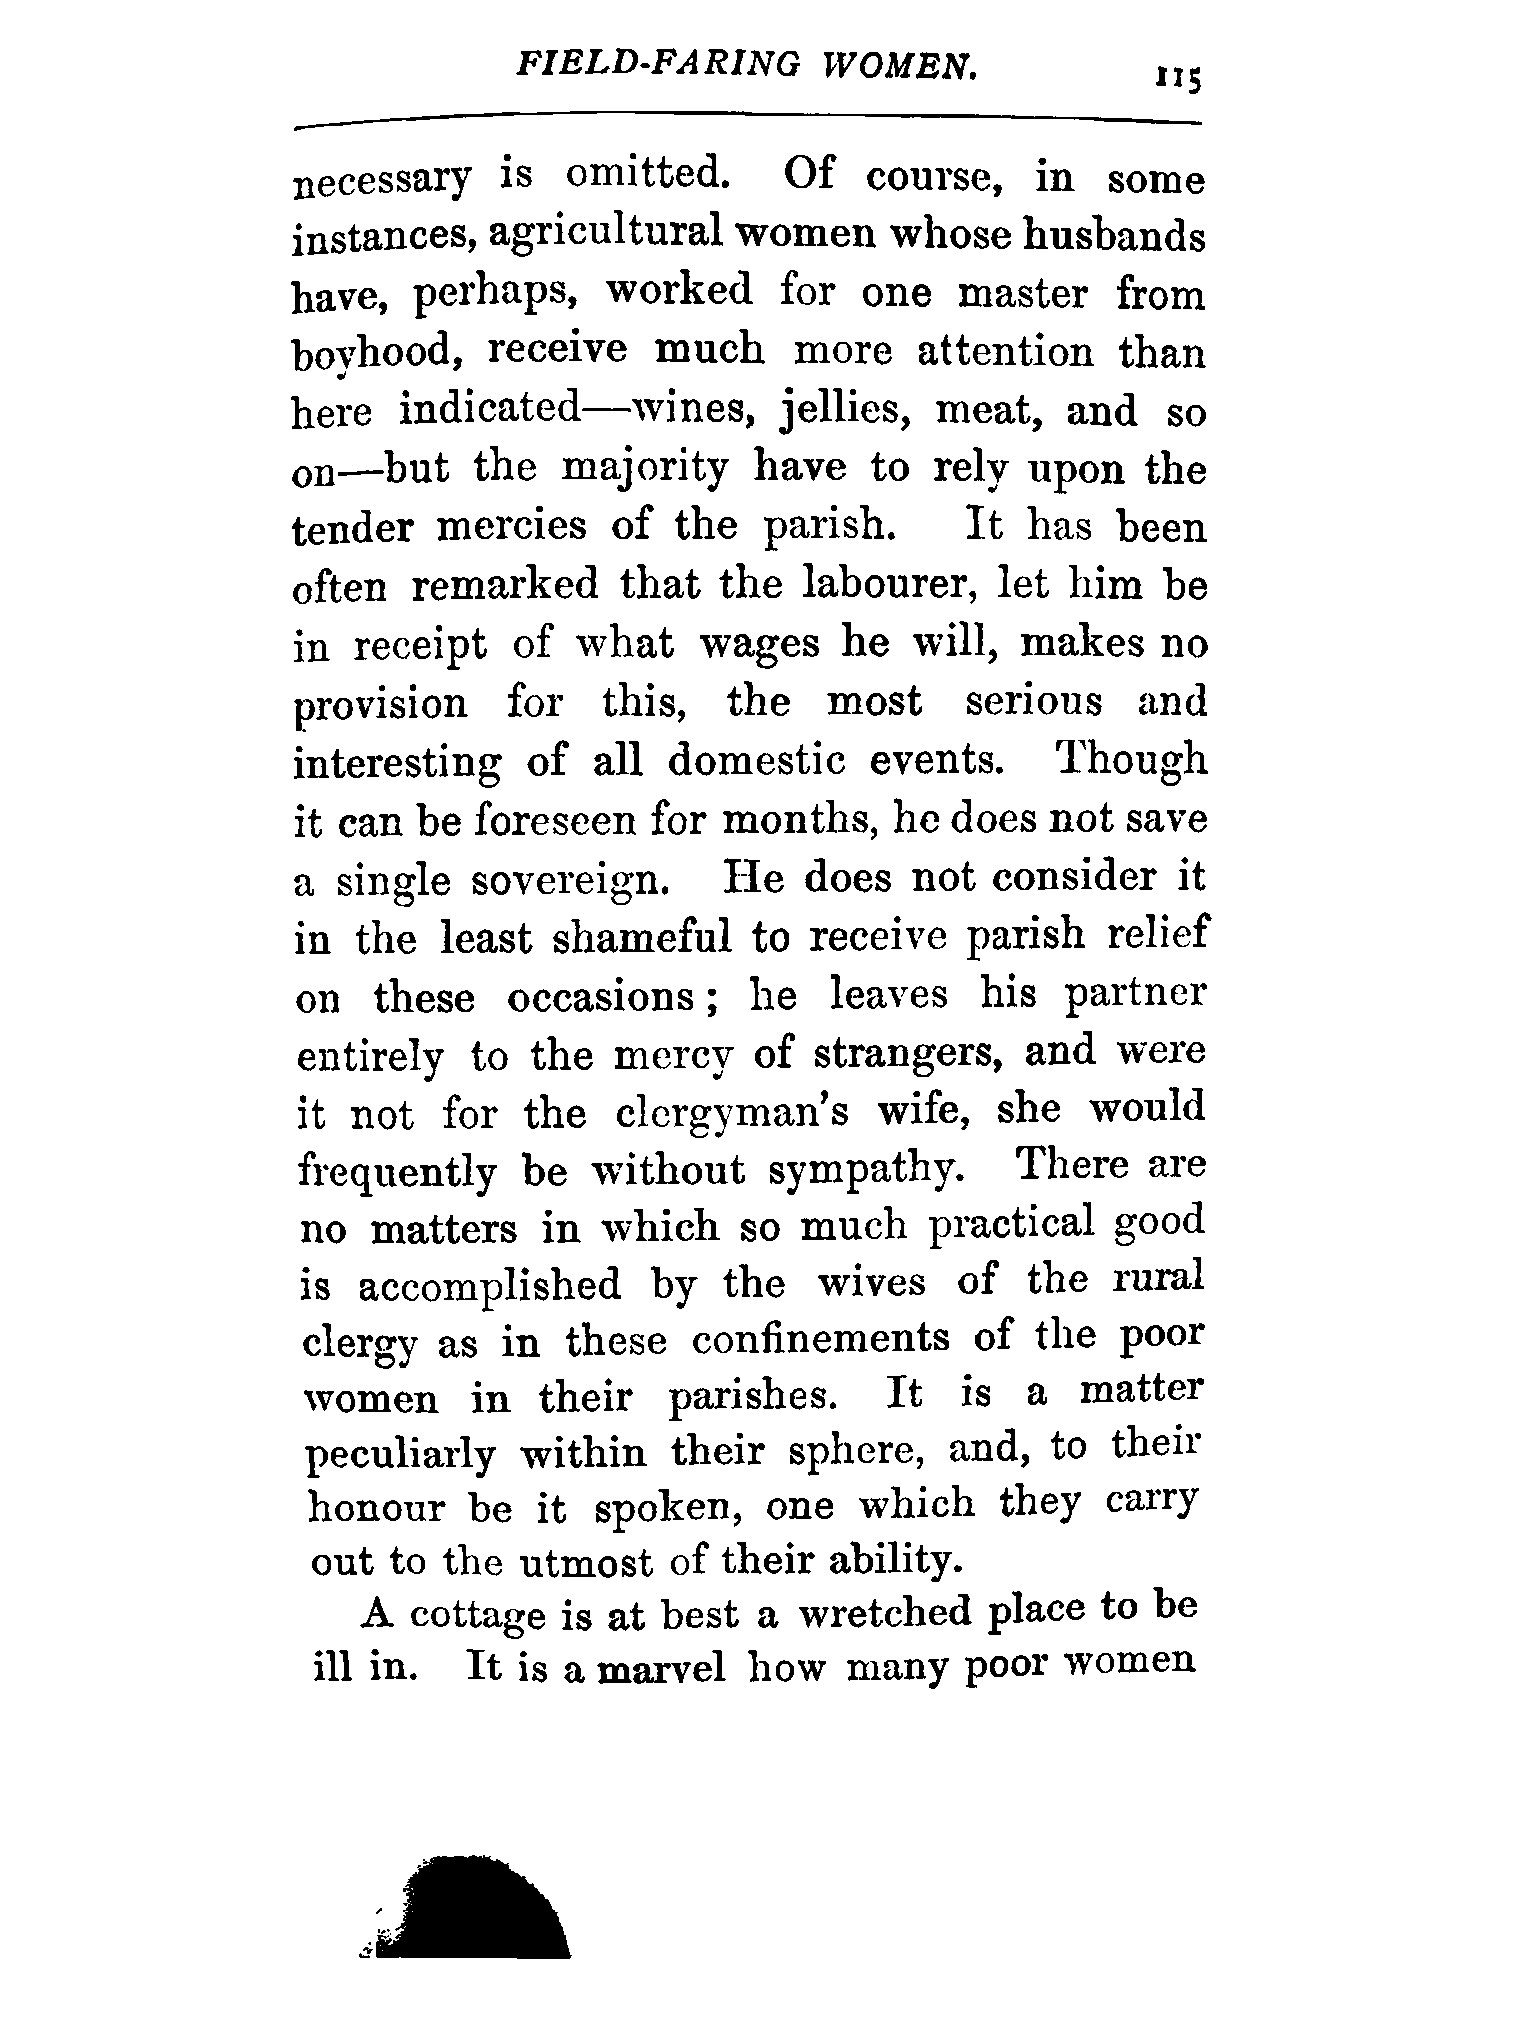 FIELD-FARING WOMEN. 115
necessary is omitted. Of course, in some
instances, agricultural women whose husbands
have, perhaps, worked for one master from
boyhood, receive much more attention than
here indicated—wines, jellies, meat, and so
on—but the majority have to rely upon the
tender mercies of the parish. It has been
often remarked that the labourer, let him be
in receipt of what wages he will, makes no
provision for this, the most serious and
interesting of all domestic events. Though
it can be foreseen for months, he does not save
a single sovereign. He does not consider it
in the least shameful to receive parish relief
on these occasions; he leaves his partner
entirely to the mercy of strangers, and were
it not for the clergyman's wife, she would
frequently be without sympathy. There are
no matters in which so much practical good
is accomplished by the wives of the rural
clergy as in these confinements of the poor
women in their parishes. It is a matter
peculiarly within their sphere, and, to their
honour be it spoken, one which they carry
out to the utmost of their ability.
A cottage is at best a wretched place to be
ill in. It is a marvel how many poor women